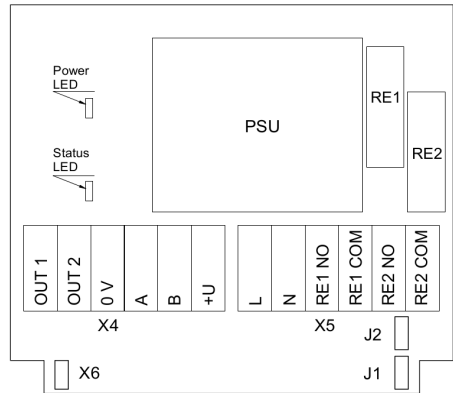 Power
LED
PSU
RE1
RE2
Status
LED
OUT 1
OUT 2
0 V
A
B
+U
L
N
RE1 NO
RE1 COM
RE2 NO
RE2 COM
X4
X5
J2
X6
J1